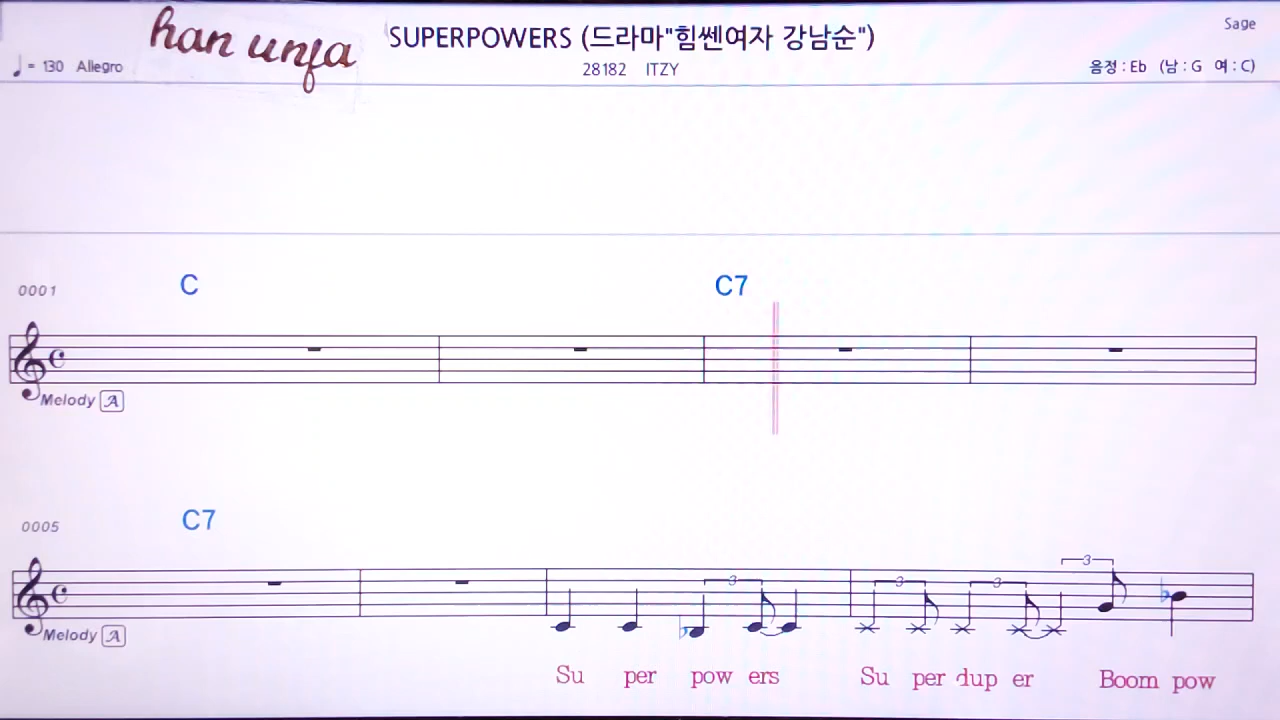 han unfa
SUPERPOWERS (드라마"힘쎈여자 강남순")
Sage
♩ = 130 Allegro
28182 ITZY
음정 : Eb (남 : G 여 : C)
0001
C C7
Melody A
0005
C7
3 3 3 3
Melody A
Su per pow ers Su per dup er Boom pow